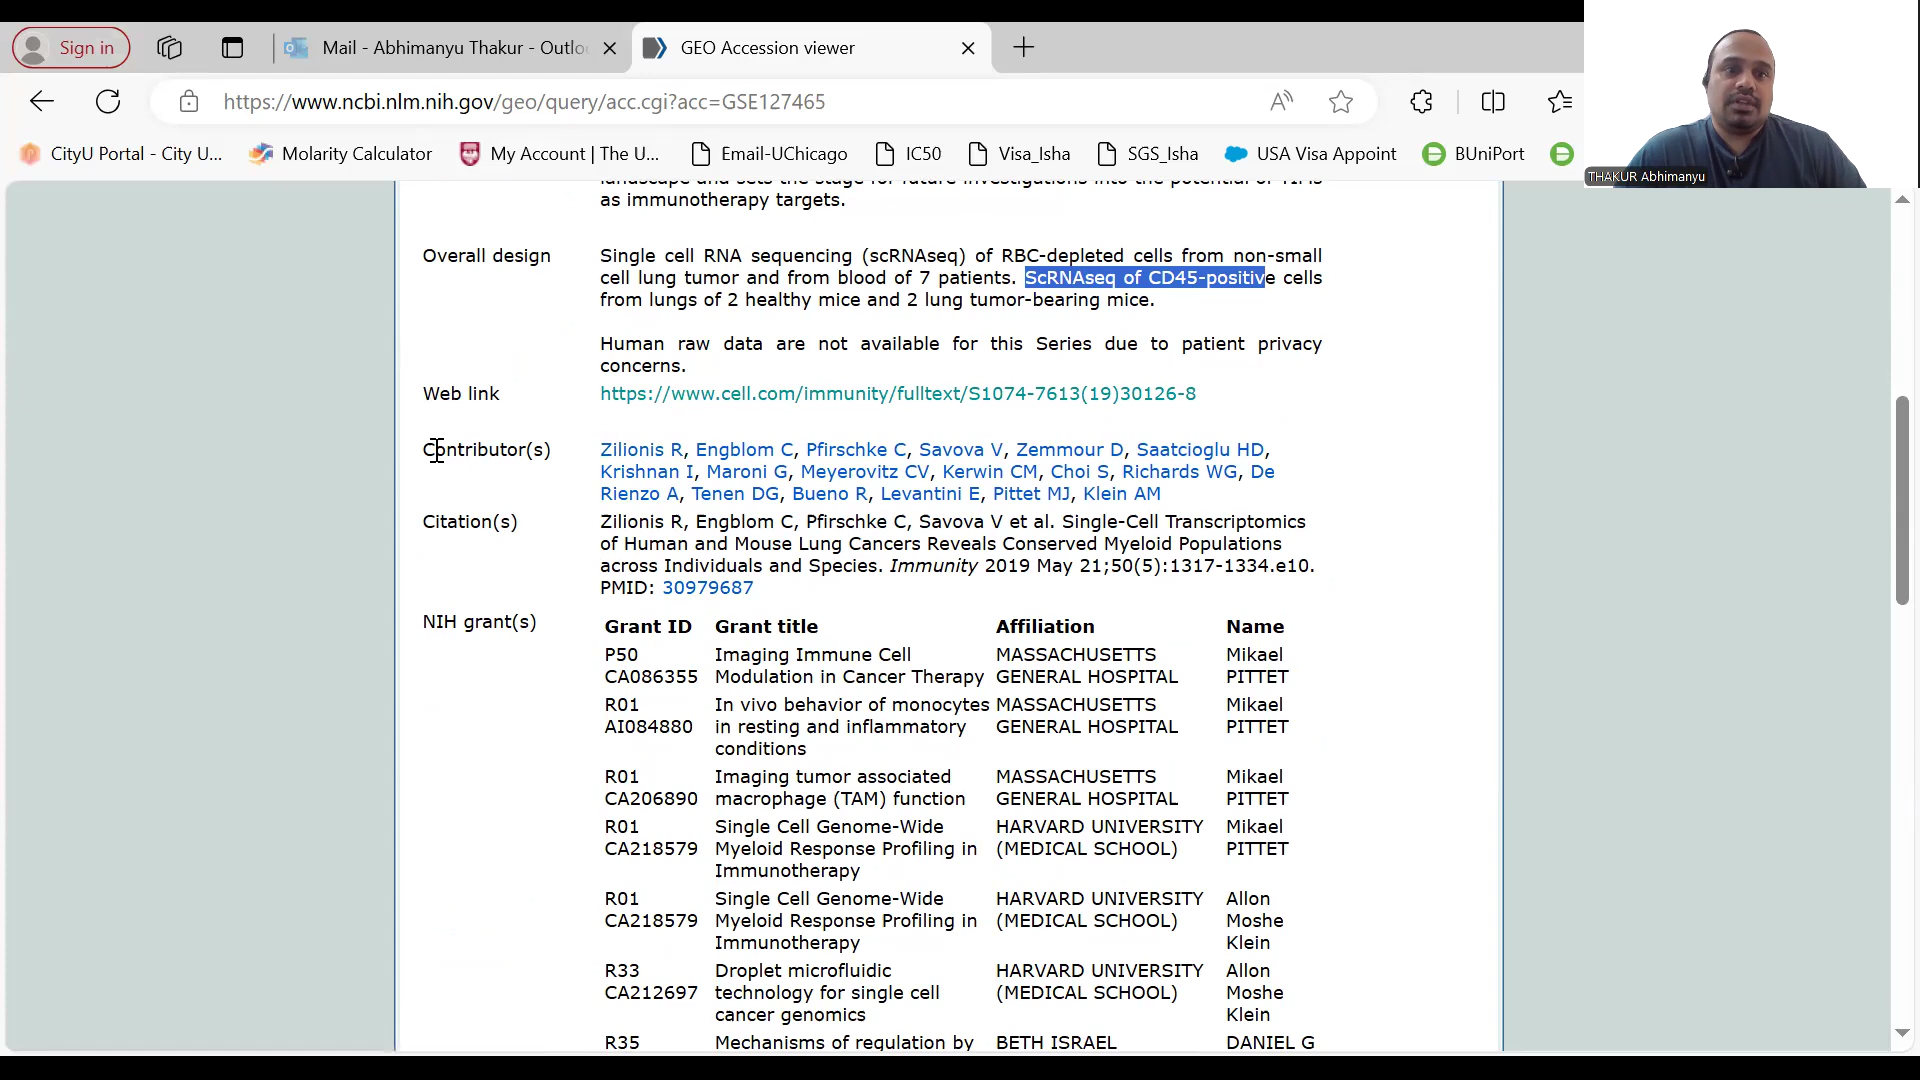 Sign in
Mail - Abhimanyu Thakur - Outlo
GEO Accession viewer
https://www.ncbi.nlm.nih.gov/geo/query/acc.cgi?acc=GSE127465
CityU Portal - City U...
Molarity Calculator
My Account | The U...
Email-UChicago
IC50
Visa_Isha
SGS_Isha
USA Visa Appoint
BUniPort
THAKUR Abhimanyu
landscape and sets the stage for future investigations into the potential of TIMs
as immunotherapy targets.
Overall design
Single cell RNA sequencing (scRNAseq) of RBC-depleted cells from non-small
cell lung tumor and from blood of 7 patients. ScRNAseq of CD45-positive cells
from lungs of 2 healthy mice and 2 lung tumor-bearing mice.
Human raw data are not available for this Series due to patient privacy
concerns.
Web link
https://www.cell.com/immunity/fulltext/S1074-7613(19)30126-8
Contributor(s)
Zilionis R, Engblom C, Pfirschke C, Savova V, Zemmour D, Saatcioglu HD,
Krishnan I, Maroni G, Meyerovitz CV, Kerwin CM, Choi S, Richards WG, De
Rienzo A, Tenen DG, Bueno R, Levantini E, Pittet MJ, Klein AM
Citation(s)
Zilionis R, Engblom C, Pfirschke C, Savova V et al. Single-Cell Transcriptomics
of Human and Mouse Lung Cancers Reveals Conserved Myeloid Populations
across Individuals and Species. Immunity 2019 May 21;50(5):1317-1334.e10.
PMID: 30979687
NIH grant(s)
Grant ID Grant title Affiliation Name
P50 Imaging Immune Cell MASSACHUSETTS Mikael
CA086355 Modulation in Cancer Therapy GENERAL HOSPITAL PITTET
R01 In vivo behavior of monocytes MASSACHUSETTS Mikael
AI084880 in resting and inflammatory GENERAL HOSPITAL PITTET
conditions
R01 Imaging tumor associated MASSACHUSETTS Mikael
CA206890 macrophage (TAM) function GENERAL HOSPITAL PITTET
R01 Single Cell Genome-Wide HARVARD UNIVERSITY Mikael
CA218579 Myeloid Response Profiling in (MEDICAL SCHOOL) PITTET
Immunotherapy
R01 Single Cell Genome-Wide HARVARD UNIVERSITY Allon
CA218579 Myeloid Response Profiling in (MEDICAL SCHOOL) Moshe
Immunotherapy Klein
R33 Droplet microfluidic HARVARD UNIVERSITY Allon
CA212697 technology for single cell (MEDICAL SCHOOL) Moshe
cancer genomics Klein
R35 Mechanisms of regulation by BETH ISRAEL DANIEL G